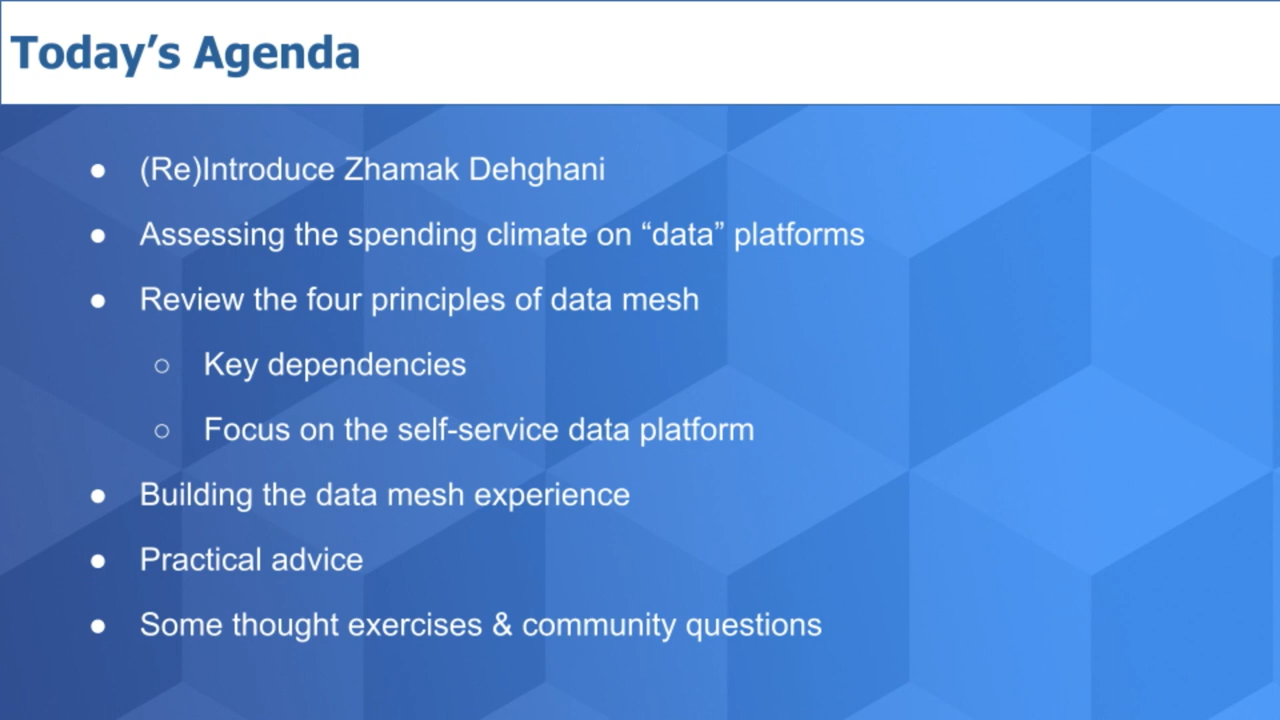 Today’s Agenda
● (Re)Introduce Zhamak Dehghani
● Assessing the spending climate on “data” platforms
● Review the four principles of data mesh
○ Key dependencies
○ Focus on the self-service data platform
● Building the data mesh experience
● Practical advice
● Some thought exercises & community questions